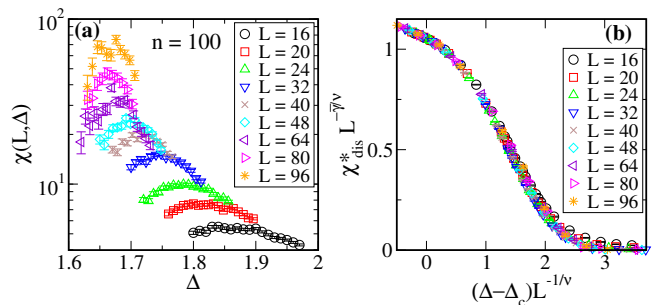 (a)
n = 100
χ(L,Δ)
10¹
10⁰
L = 16
L = 20
L = 24
L = 32
L = 40
L = 48
L = 64
L = 80
L = 96
1.6 1.7 1.8 1.9 2
Δ
(b)
χ*dis L^-γ̅/ν
1
0.5
0
L = 16
L = 20
L = 24
L = 32
L = 40
L = 48
L = 64
L = 80
L = 96
0 1 2 3
(Δ−Δc)L^-1/ν